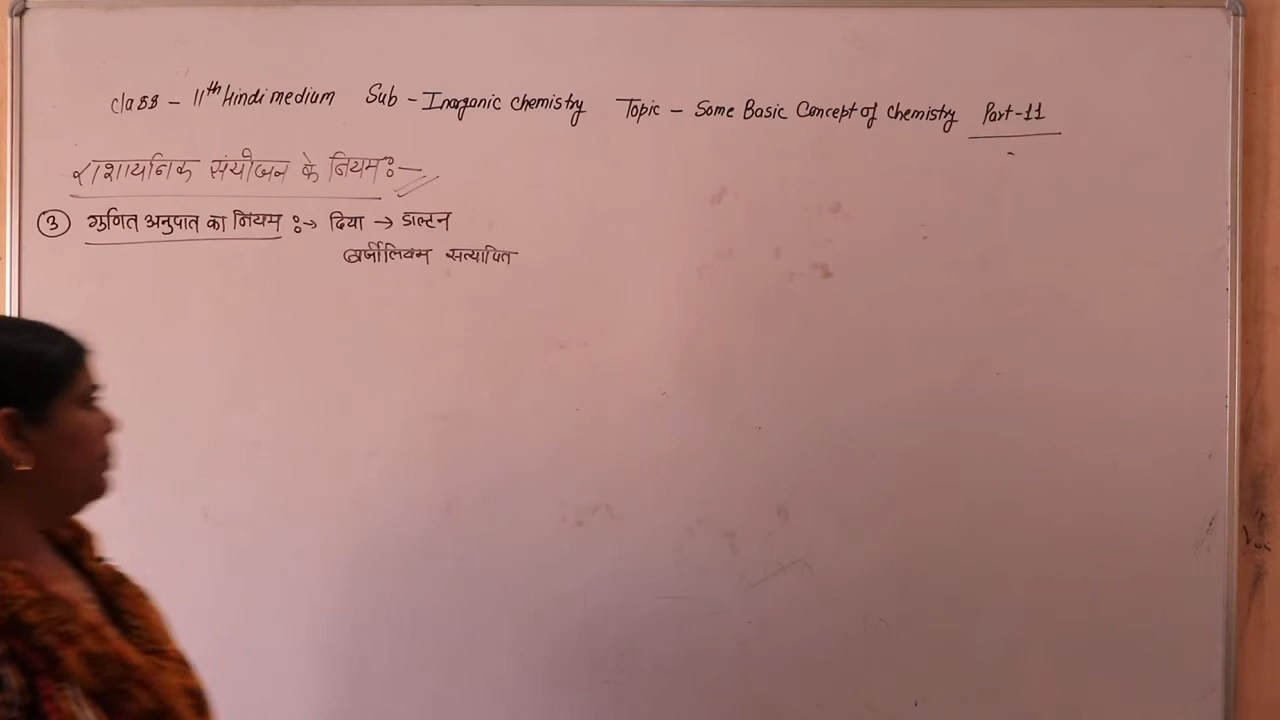 Class - 11th Hindi medium Sub - Inorganic Chemistry Topic - Some Basic Concept of Chemistry Part-11
राशायनिक संयोजन के नियम :-
③ गुणित अनुपात का नियम :→ दिया → डाल्टन
बर्जीलियम सत्यापित